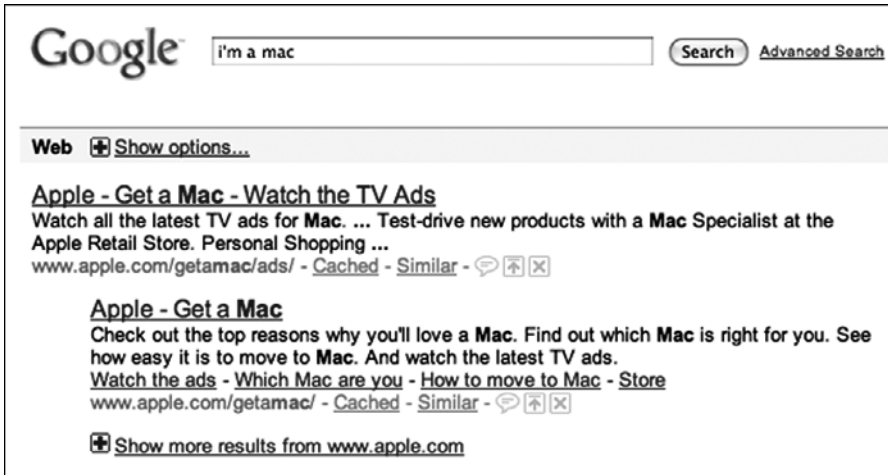 Google™ i'm a mac Search Advanced Search
Web Show options...
Apple - Get a Mac - Watch the TV Ads
Watch all the latest TV ads for Mac. ... Test-drive new products with a Mac Specialist at the
Apple Retail Store. Personal Shopping ...
www.apple.com/getamac/ads/ - Cached - Similar -
Apple - Get a Mac
Check out the top reasons why you'll love a Mac. Find out which Mac is right for you. See
how easy it is to move to Mac. And watch the latest TV ads.
Watch the ads - Which Mac are you - How to move to Mac - Store
www.apple.com/getamac/ - Cached - Similar -
Show more results from www.apple.com